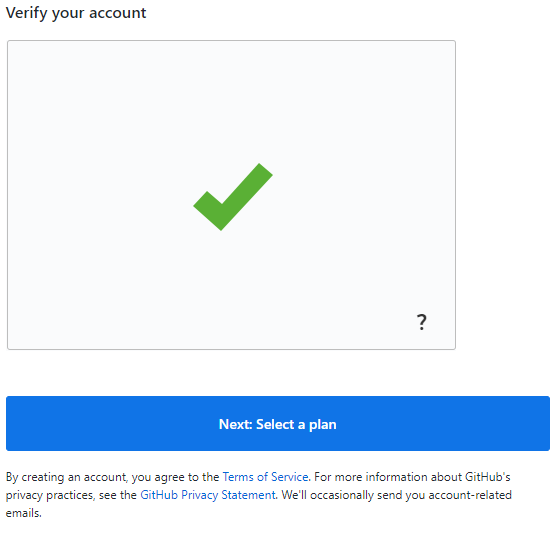 Verify your account
?
Next: Select a plan
By creating an account, you agree to the Terms of Service. For more information about GitHub's
privacy practices, see the GitHub Privacy Statement. We'll occasionally send you account-related
emails.